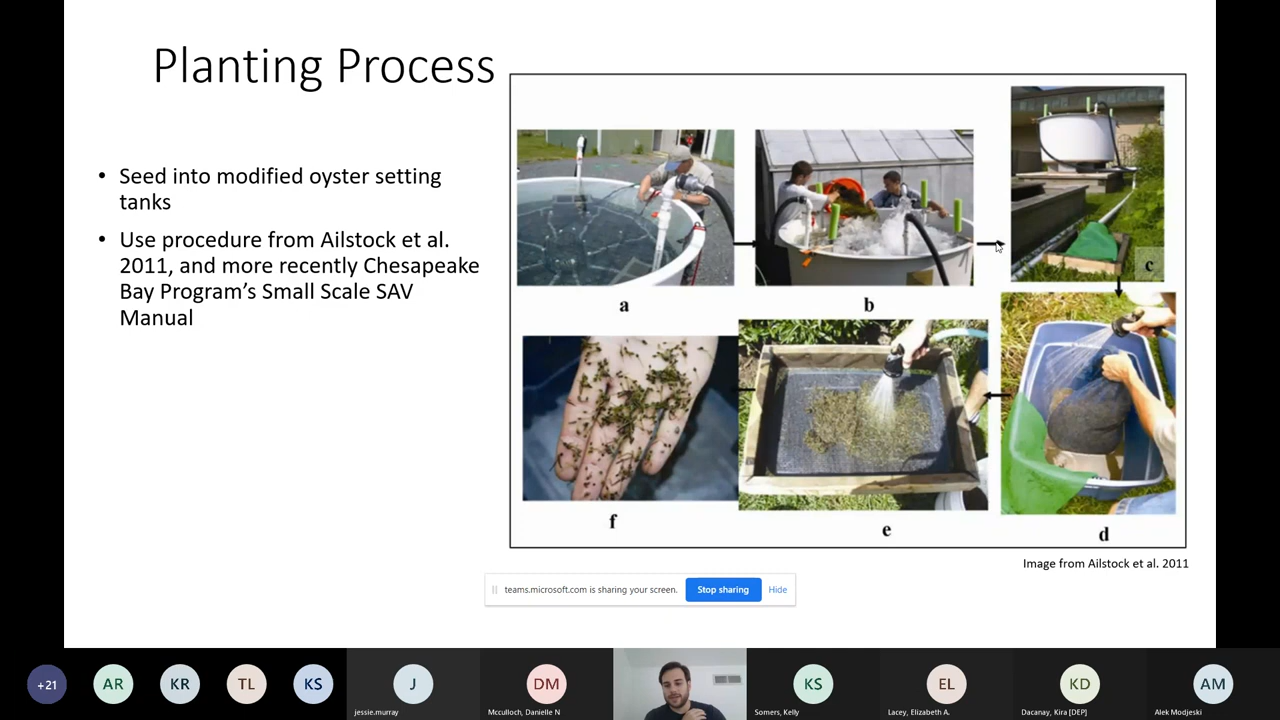 Planting Process
• Seed into modified oyster setting
tanks
• Use procedure from Ailstock et al.
2011, and more recently Chesapeake
Bay Program's Small Scale SAV
Manual
a
b
c
f
e
d
Image from Ailstock et al. 2011
teams.microsoft.com is sharing your screen.
Stop sharing
Hide
+21
AR
KR
TL
KS
J
jessie.murray
DM
Mcculloch, Danielle N
KS
Somers, Kelly
EL
Lacey, Elizabeth A.
KD
Dacanay, Kira [DEP]
AM
Alek Modjeski